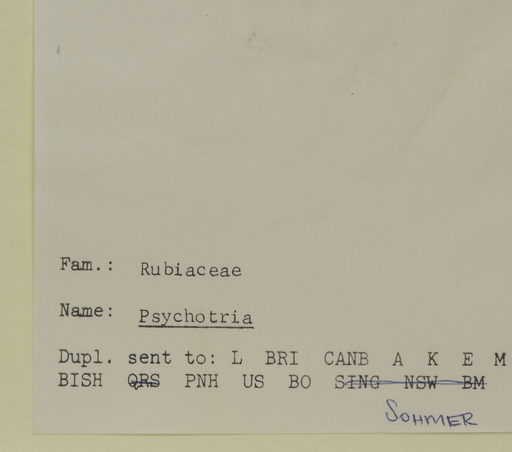 Fam.: Rubiaceae
Name: Psychotria
Dupl. sent to: L BRI CANB A K E M
BISH QRS PNH US BO SING NSW BM
SOHMER